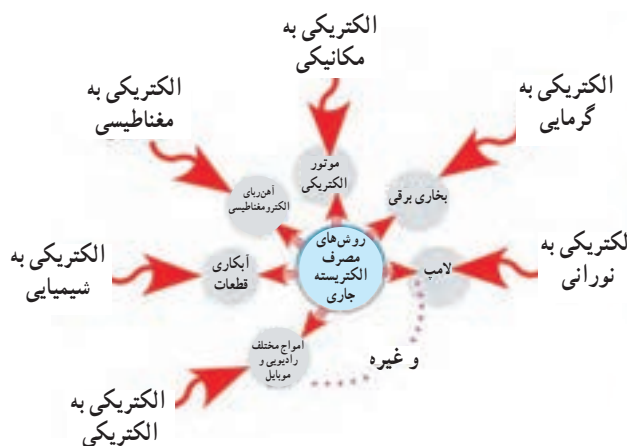 الکتریکی به
مکانیکی
الکتریکی به
گرمایی
الکتریکی به
مغناطیسی
موتور
الکتریکی
بخاری برقی
آهن‌ربای
الکترومغناطیسی
روش‌های
مصرف
الکتریسته
جاری
لامپ
لکتریکی به
نورانی
آبکاری
قطعات
الکتریکی به
شیمیایی
امواج مختلف
رادیویی و
موبایل
و غیره
الکتریکی به
الکتریکی